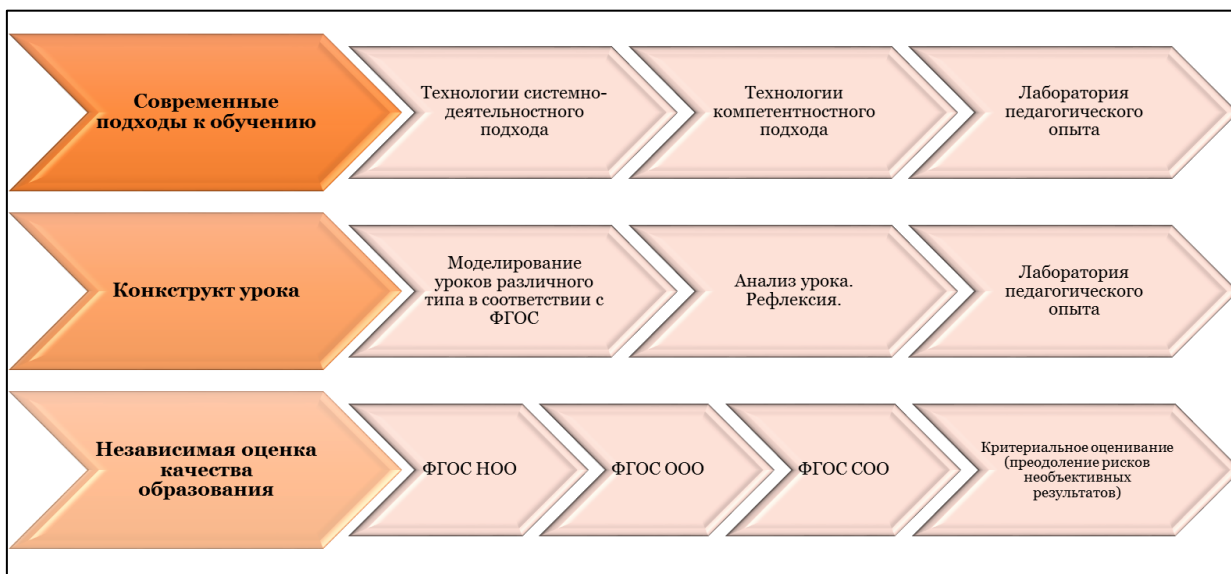 Современные
подходы к обучению
Технологии системно-
деятельностного
подхода
Технологии
компетентностного
подхода
Лаборатория
педагогического
опыта
Конкструкт урока
Моделирование
уроков различного
типа в соответствии с
ФГОС
Анализ урока.
Рефлексия.
Лаборатория
педагогического
опыта
Независимая оценка
качества
образования
ФГОС НОО
ФГОС ООО
ФГОС СОО
Критериальное оценивание
(преодоление рисков
необъективных
результатов)